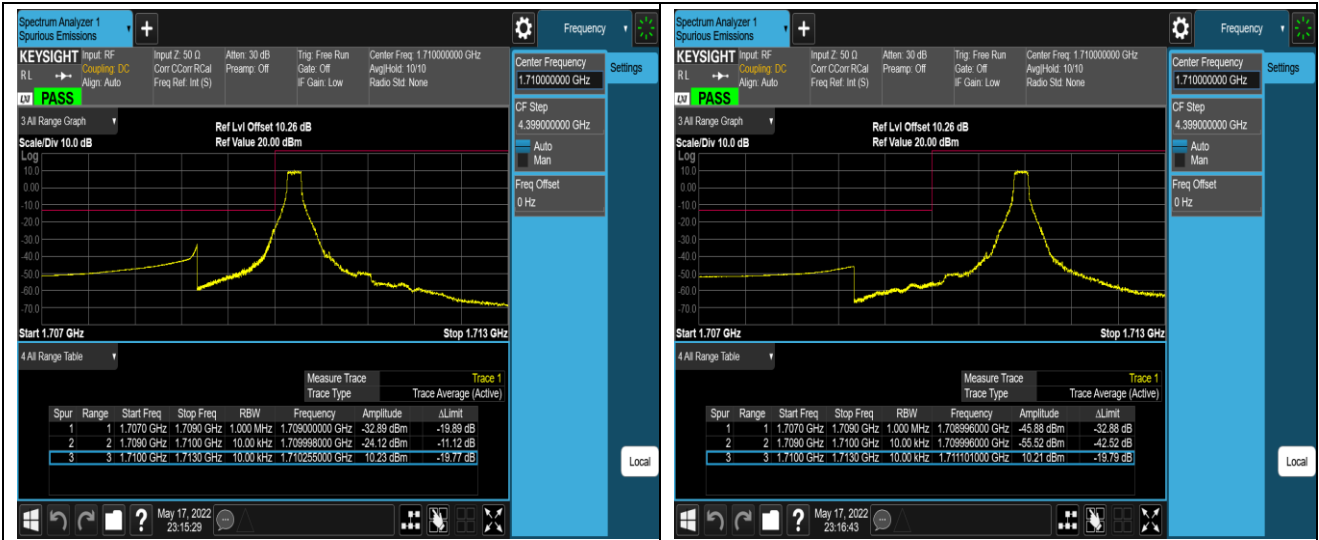 Spectrum Analyzer 1
Spurious Emissions
Frequency
KEYSIGHT
Input: RF
Coupling: DC
Align: Auto
Input Z: 50 Ω
Corr CCorr RCal
Freq Ref: Int (S)
Atten: 30 dB
Preamp: Off
Trig: Free Run
Gate: Off
IF Gain: Low
Center Freq: 1.710000000 GHz
Avg|Hold: 10/10
Radio Std: None
RL
LXI
PASS
Center Frequency
1.710000000 GHz
Settings
CF Step
4.399000000 GHz
Auto
Man
Freq Offset
0 Hz
3 All Range Graph
Ref Lvl Offset 10.26 dB
Scale/Div 10.0 dB
Ref Value 20.00 dBm
Log
10.0
0.00
-10.0
-20.0
-30.0
-40.0
-50.0
-60.0
-70.0
Start 1.707 GHz
Stop 1.713 GHz
4 All Range Table
Measure Trace Trace 1
Trace Type Trace Average (Active)
Spur Range Start Freq Stop Freq RBW Frequency Amplitude ΔLimit
1 1 1.7070 GHz 1.7090 GHz 1.000 MHz 1.709000000 GHz -32.89 dBm -19.89 dB
2 2 1.7090 GHz 1.7100 GHz 10.00 kHz 1.709998000 GHz -24.12 dBm -11.12 dB
3 3 1.7100 GHz 1.7130 GHz 10.00 kHz 1.710255000 GHz 10.23 dBm -19.77 dB
Local
May 17, 2022
23:15:29
Spectrum Analyzer 1
Spurious Emissions
Frequency
KEYSIGHT
Input: RF
Coupling: DC
Align: Auto
Input Z: 50 Ω
Corr CCorr RCal
Freq Ref: Int (S)
Atten: 30 dB
Preamp: Off
Trig: Free Run
Gate: Off
IF Gain: Low
Center Freq: 1.710000000 GHz
Avg|Hold: 10/10
Radio Std: None
RL
LXI
PASS
Center Frequency
1.710000000 GHz
Settings
CF Step
4.399000000 GHz
Auto
Man
Freq Offset
0 Hz
3 All Range Graph
Ref Lvl Offset 10.26 dB
Scale/Div 10.0 dB
Ref Value 20.00 dBm
Log
10.0
0.00
-10.0
-20.0
-30.0
-40.0
-50.0
-60.0
-70.0
Start 1.707 GHz
Stop 1.713 GHz
4 All Range Table
Measure Trace Trace 1
Trace Type Trace Average (Active)
Spur Range Start Freq Stop Freq RBW Frequency Amplitude ΔLimit
1 1 1.7070 GHz 1.7090 GHz 1.000 MHz 1.708996000 GHz -45.88 dBm -32.88 dB
2 2 1.7090 GHz 1.7100 GHz 10.00 kHz 1.709996000 GHz -55.52 dBm -42.52 dB
3 3 1.7100 GHz 1.7130 GHz 10.00 kHz 1.711101000 GHz 10.21 dBm -19.79 dB
Local
May 17, 2022
23:16:43